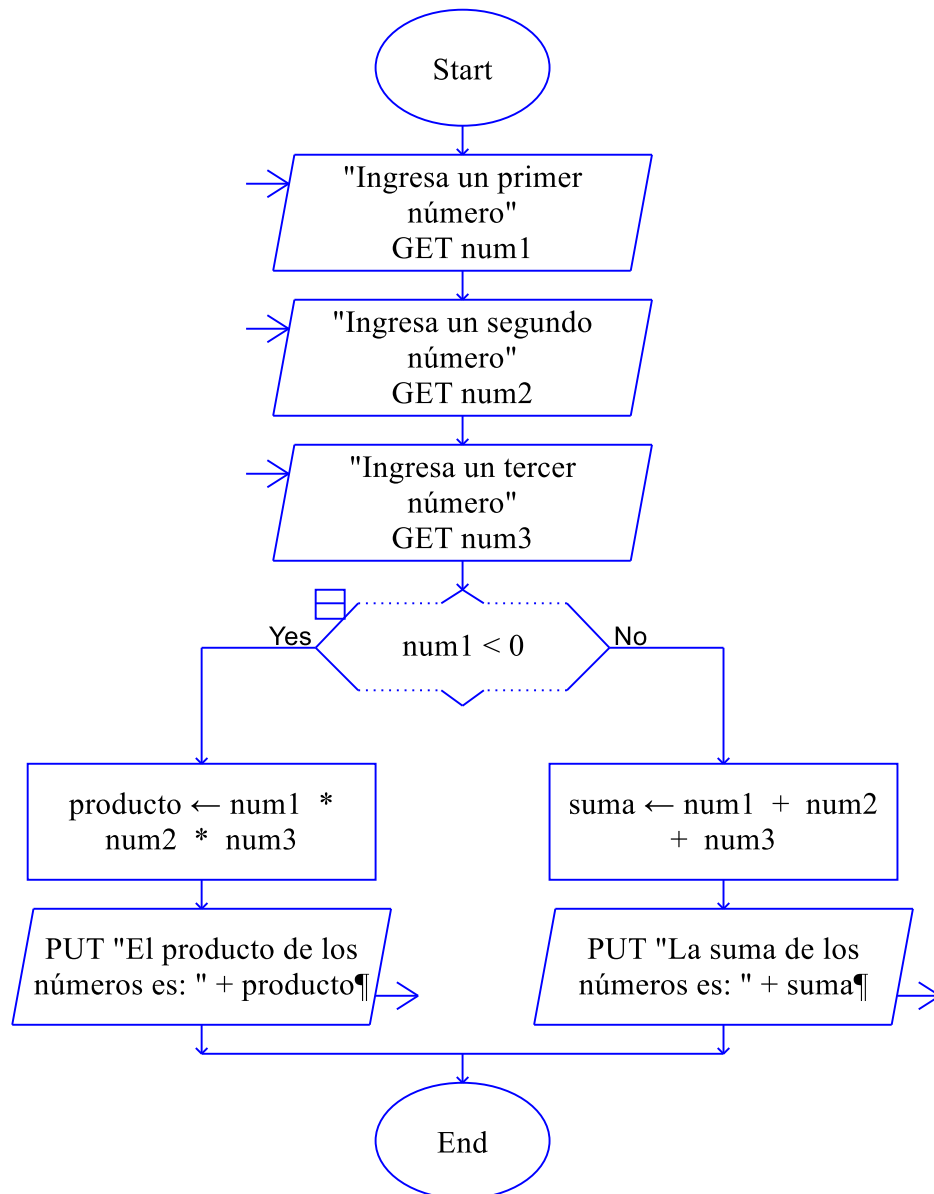 Start
"Ingresa un primer
número"
GET num1
"Ingresa un segundo
número"
GET num2
"Ingresa un tercer
número"
GET num3
Yes
num1 < 0
No
producto ← num1 *
num2 * num3
PUT "El producto de los
números es: " + producto¶
suma ← num1 + num2
+ num3
PUT "La suma de los
números es: " + suma¶
End